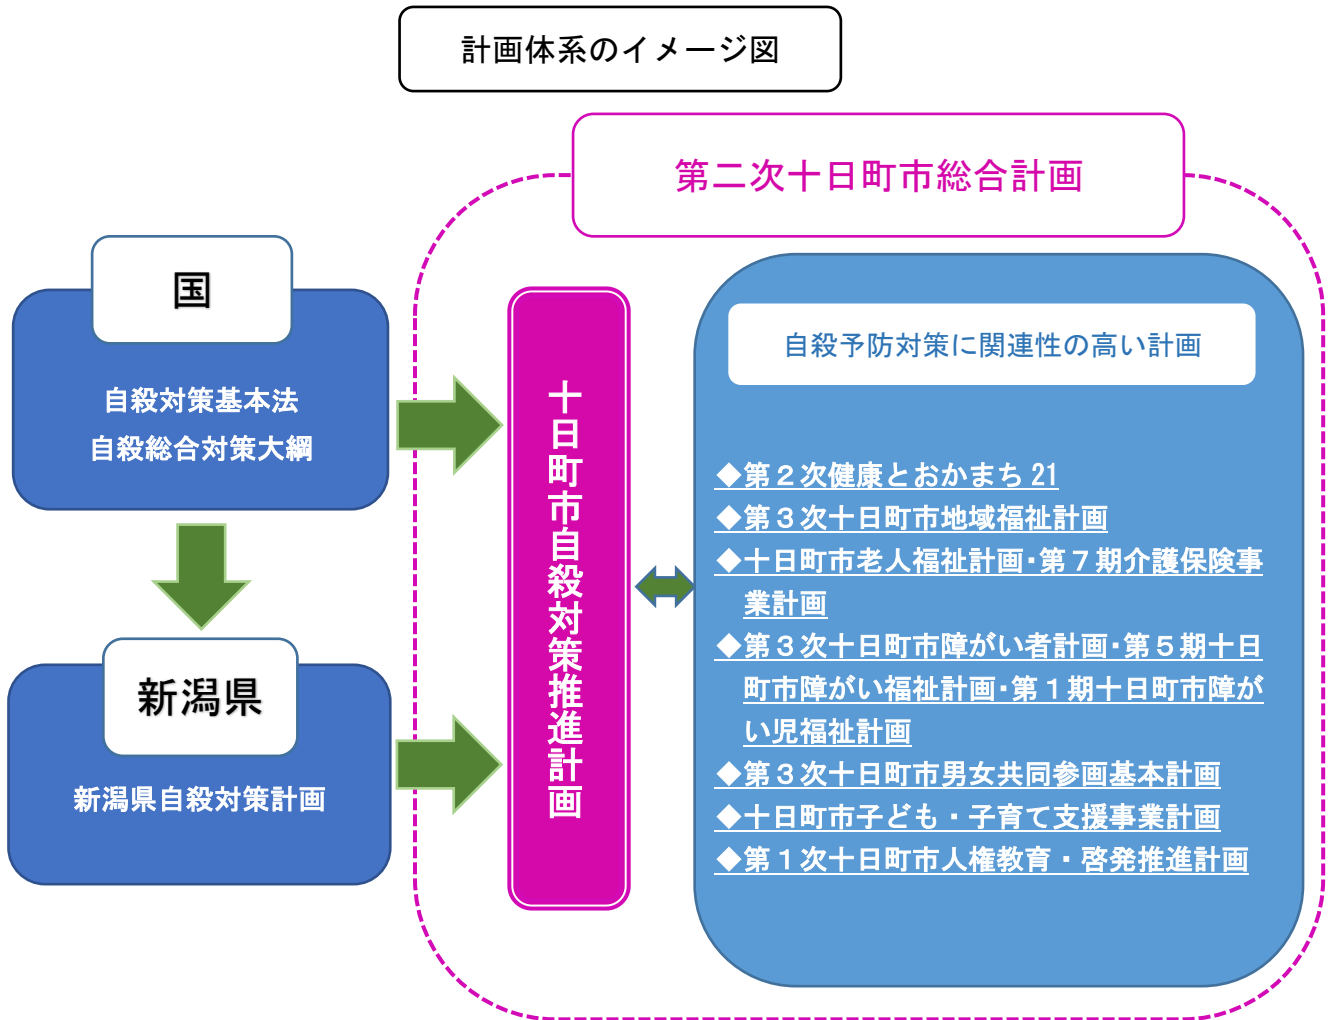 計画体系のイメージ図
第二次十日町市総合計画
国
自殺対策基本法
自殺総合対策大綱
新潟県
新潟県自殺対策計画
十日町市自殺対策推進計画
自殺予防対策に関連性の高い計画
◆第２次健康とおかまち 21
◆第３次十日町市地域福祉計画
◆十日町市老人福祉計画・第７期介護保険事
業計画
◆第３次十日町市障がい者計画・第５期十日
町市障がい福祉計画・第１期十日町市障が
い児福祉計画
◆第３次十日町市男女共同参画基本計画
◆十日町市子ども・子育て支援事業計画
◆第１次十日町市人権教育・啓発推進計画